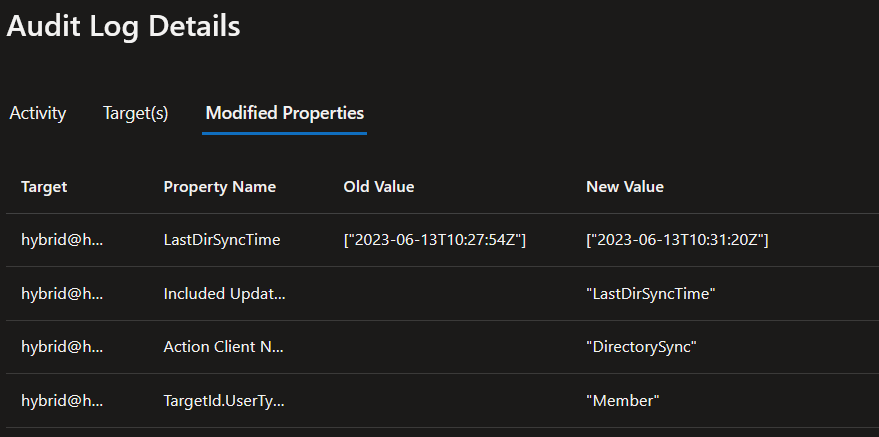 Audit Log Details
Activity Target(s) Modified Properties
Target Property Name Old Value New Value
hybrid@h... LastDirSyncTime ["2023-06-13T10:27:54Z"] ["2023-06-13T10:31:20Z"]
hybrid@h... Included Updat... "LastDirSyncTime"
hybrid@h... Action Client N... "DirectorySync"
hybrid@h... TargetId.UserTy... "Member"